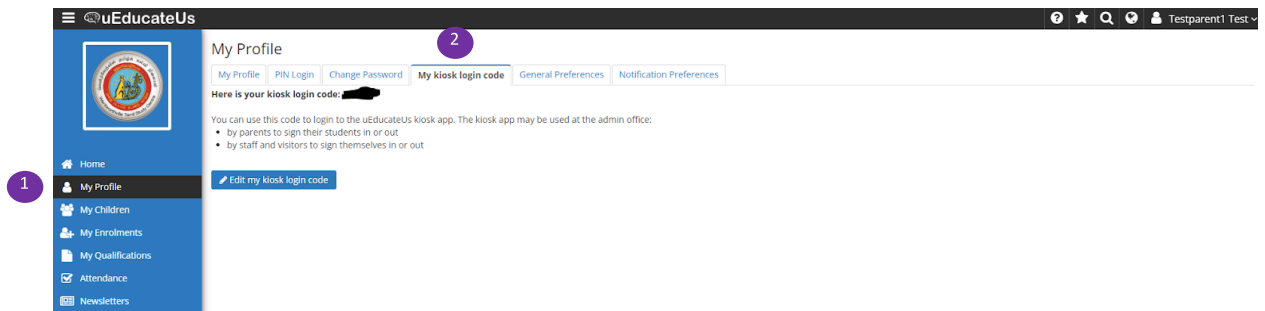 uEducateUs
Testparent1 Test
2
My Profile
My Profile
PIN Login
Change Password
My kiosk login code
General Preferences
Notification Preferences
Here is your kiosk login code:
You can use this code to login to the uEducateUs kiosk app. The kiosk app may be used at the admin office:
• by parents to sign their students in or out
• by staff and visitors to sign themselves in or out
Edit my kiosk login code
1
Home
My Profile
My Children
My Enrolments
My Qualifications
Attendance
Newsletters